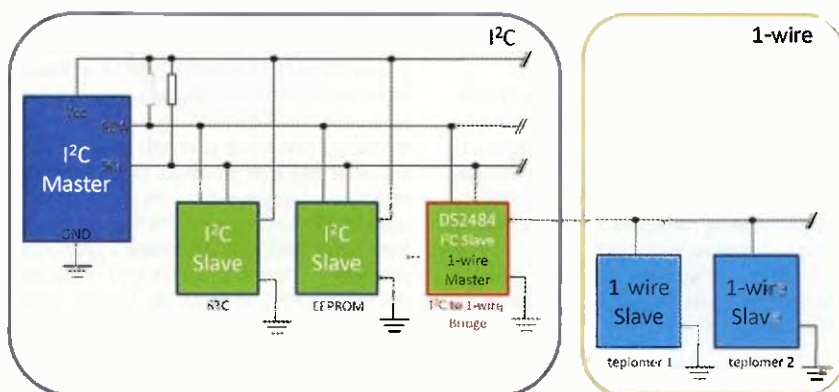 I²C
1-wire
Vcc
SDA
SCL
I²C
Master
GND
I²C
Slave
RTC
I²C
Slave
EEPROM
DS2484
I²C Slave
1-wire
Master
I²C to 1-wire
Bridge
1 wire
Slave
teplomer 1
1-wire
Slave
teplomer 2